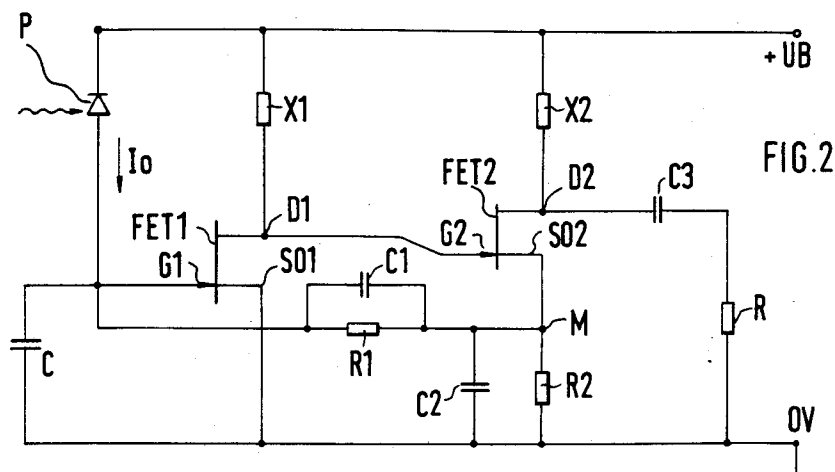 P
+UB
X1
X2
FIG.2
Io
FET2
D2
C3
FET1
D1
G2
SO2
G1
SO1
C1
M
R
C
R1
C2
R2
OV